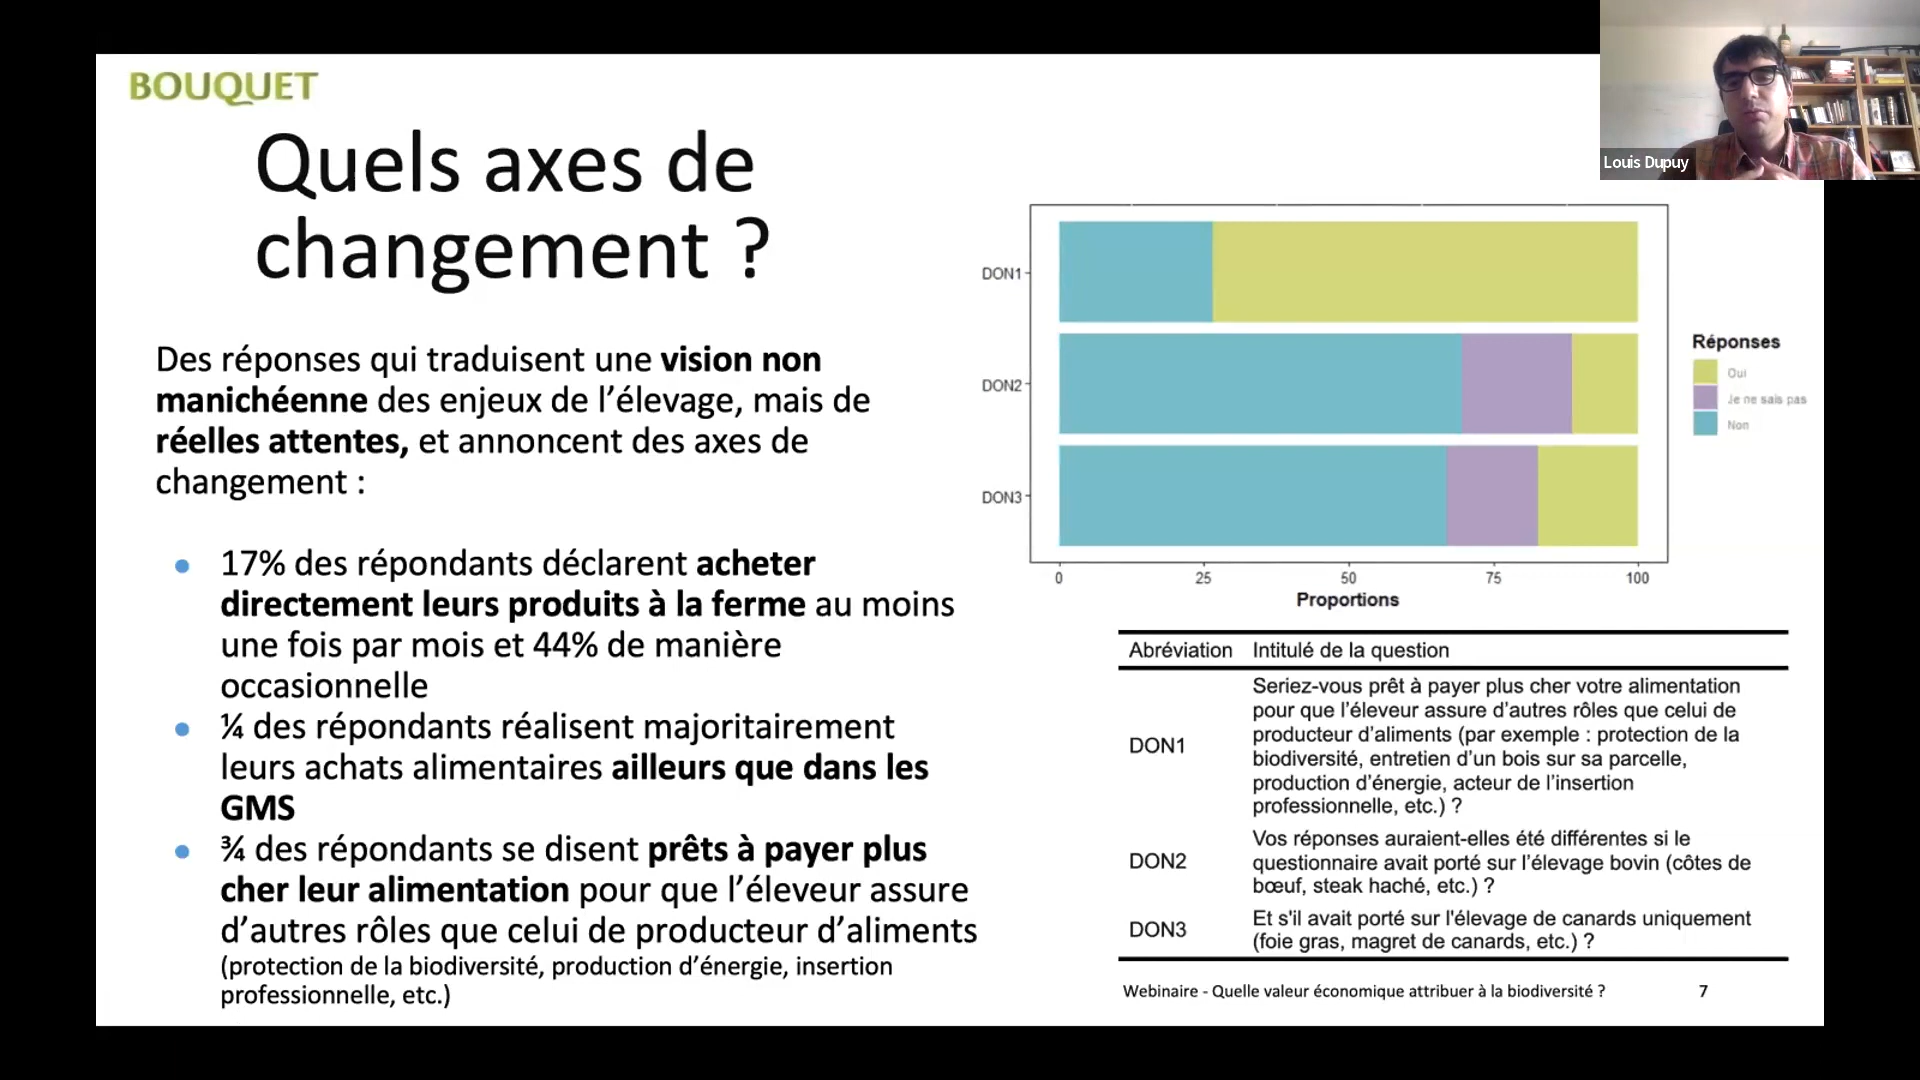 BOUQUET
Quels axes de
changement ?
Des réponses qui traduisent une vision non
manichéenne des enjeux de l’élevage, mais de
réelles attentes, et annoncent des axes de
changement :
17% des répondants déclarent acheter
directement leurs produits à la ferme au moins
une fois par mois et 44% de manière
occasionnelle
¼ des répondants réalisent majoritairement
leurs achats alimentaires ailleurs que dans les
GMS
¾ des répondants se disent prêts à payer plus
cher leur alimentation pour que l’éleveur assure
d’autres rôles que celui de producteur d’aliments
(protection de la biodiversité, production d’énergie, insertion
professionnelle, etc.)
Louis Dupuy
DON1
DON2
DON3
0 25 50 75 100
Proportions
Réponses
Oui
Je ne sais pas
Non
Abréviation Intitulé de la question
DON1
Seriez-vous prêt à payer plus cher votre alimentation
pour que l’éleveur assure d’autres rôles que celui de
producteur d’aliments (par exemple : protection de la
biodiversité, entretien d’un bois sur sa parcelle,
production d’énergie, acteur de l’insertion
professionnelle, etc.) ?
DON2
Vos réponses auraient-elles été différentes si le
questionnaire avait porté sur l’élevage bovin (côtes de
bœuf, steak haché, etc.) ?
DON3
Et s'il avait porté sur l'élevage de canards uniquement
(foie gras, magret de canards, etc.) ?
Webinaire - Quelle valeur économique attribuer à la biodiversité ? 7